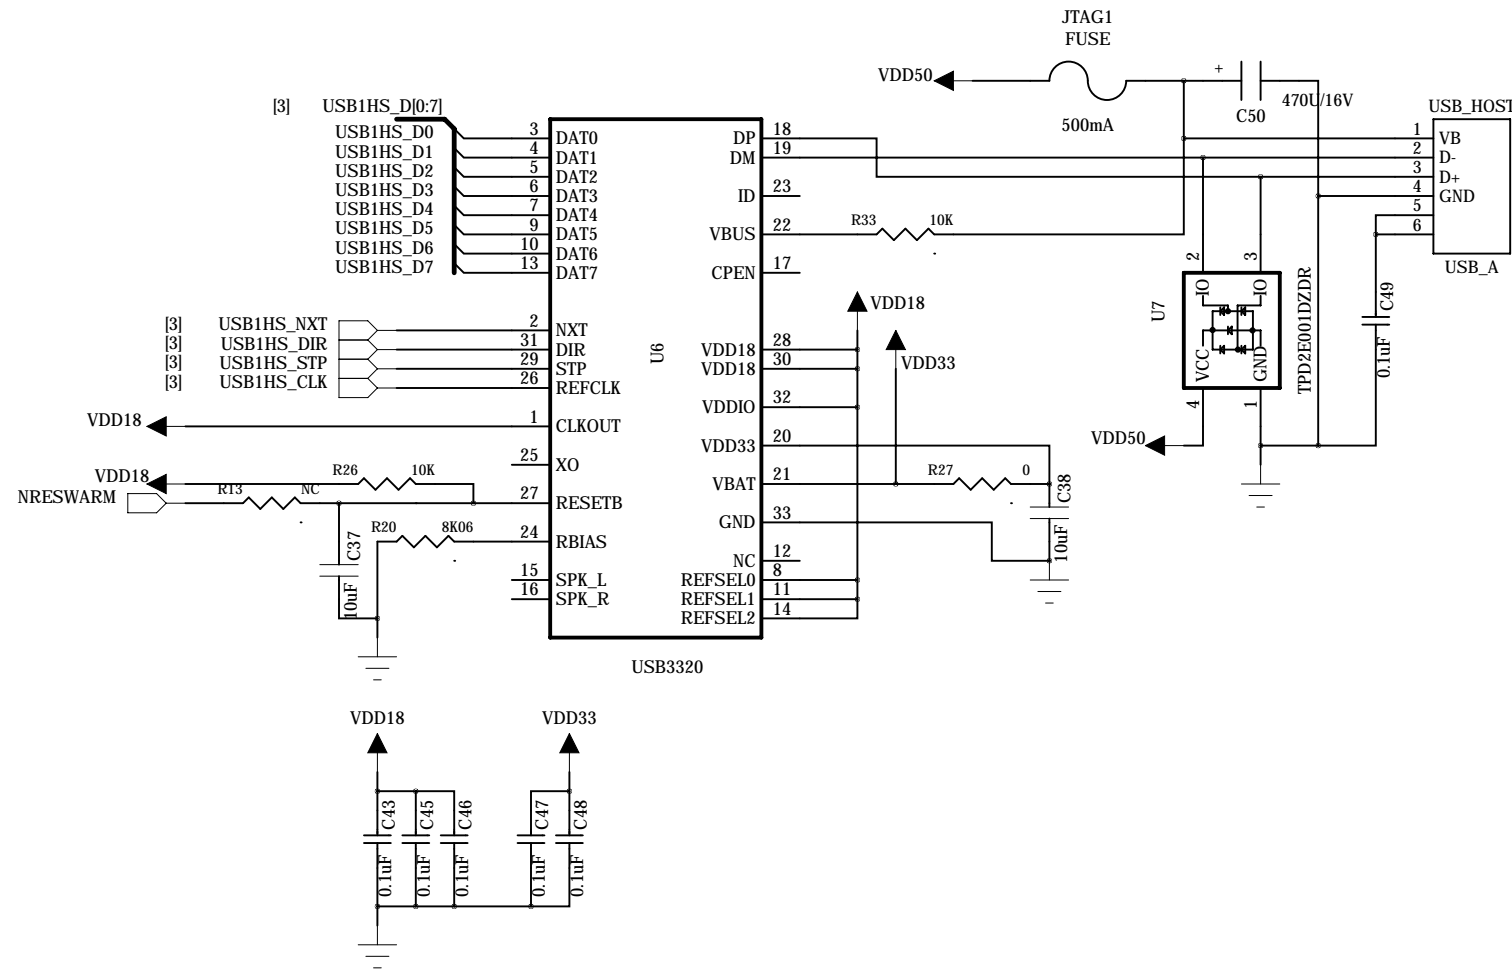 JTAG1
FUSE
VDD50
+
470U/16V
C50
500mA
[3] USB1HS_D[0:7]
USB1HS_D0
USB1HS_D1
USB1HS_D2
USB1HS_D3
USB1HS_D4
USB1HS_D5
USB1HS_D6
USB1HS_D7
3 DAT0
4 DAT1
5 DAT2
6 DAT3
7 DAT4
9 DAT5
10 DAT6
13 DAT7
[3] USB1HS_NXT
[3] USB1HS_DIR
[3] USB1HS_STP
[3] USB1HS_CLK
2 NXT
31 DIR
29 STP
26 REFCLK
VDD18
1 CLKOUT
25 XO
VDD18
R26 10K
NRESWARM
R13 NC
27 RESETB
C37
10uF
R20 8K06
24 RBIAS
15 SPK_L
16 SPK_R
U6
USB3320
DP 18
DM 19
ID 23
VBUS 22
CPEN 17
VDD18 28
VDD18 30
VDDIO 32
VDD33 20
VBAT 21
GND 33
NC 12
REFSEL0 8
REFSEL1 11
REFSEL2 14
R33 10K
VDD18
VDD33
R27 0
C38
10uF
USB_HOST
1 VB
2 D-
3 D+
4 GND
5
6
USB_A
U7
2 IO
3 IO
VCC 4
GND 1
TPD2E001DZDR
VDD50
C49
0.1uF
VDD18
VDD33
C43
C45
C46
C47
C48
0.1uF
0.1uF
0.1uF
0.1uF
0.1uF